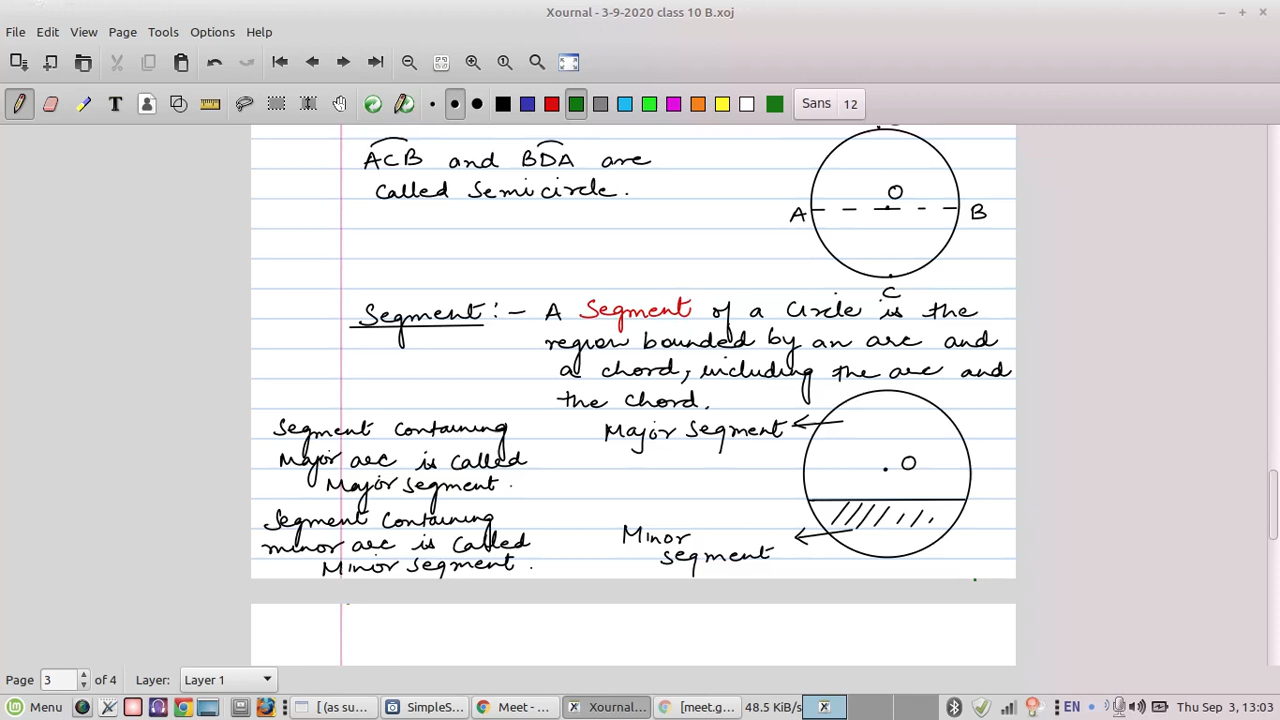 Xournal - 3-9-2020 class 10 B.xoj
File Edit View Page Tools Options Help
Sans 12
ACB and BDA are
called Semicircle.
O
A B
C
Segment :- A Segment of a Circle is the
region bounded by an arc and
a chord, including the arc and
the chord.
Segment containing
Major arc is called
Major segment.
Major Segment
O
Segment containing
minor arc is called
Minor segment.
Minor
segment
Page 3 of 4 Layer: Layer 1
Menu [(as su... SimpleS... Meet - ... Xournal... [meet.g... 48.5 KiB/s EN Thu Sep 3, 13:03